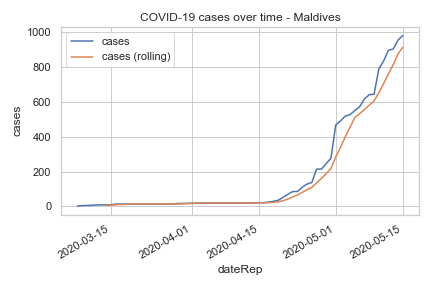 COVID-19 cases over time - Maldives
cases
cases (rolling)
1000
800
600
400
200
0
cases
2020-03-15
2020-04-01
2020-04-15
2020-05-01
2020-05-15
dateRep